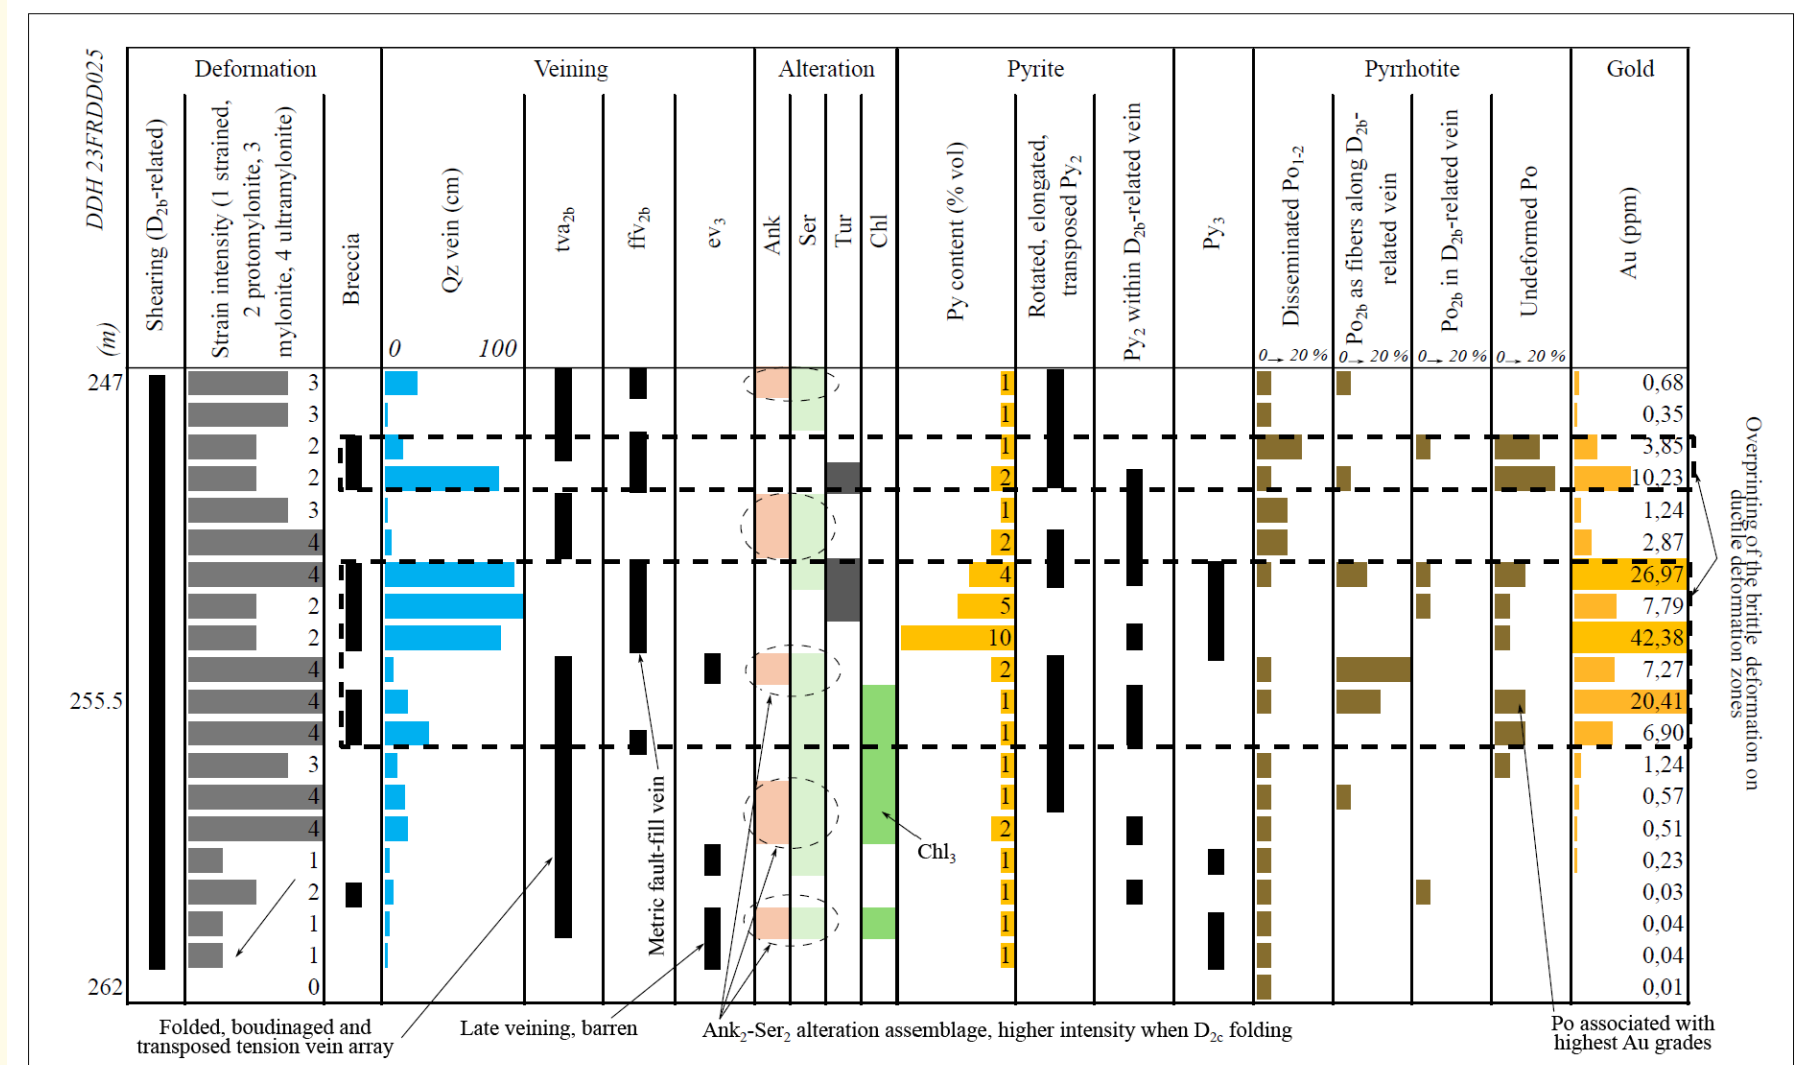 DDH 23FRDD025
(m)
Deformation
Veining
Alteration
Pyrite
Pyrrhotite
Gold
Shearing (D2b-related)
Strain intensity (1 strained,
2 protomylonite, 3
mylonite, 4 ultramylonite)
Breccia
Qz vein (cm)
0 100
tva2b
ffv2b
ev3
Ank
Ser
Tur
Chl
Py content (% vol)
Rotated, elongated,
transposed Py2
Py2 within D2b-related vein
Py3
Disseminated Po1-2
0→ 20 %
Po2b as fibers along D2b-
related vein
0→ 20 %
Po2b in D2b-related vein
0→ 20 %
Undeformed Po
0→ 20 %
Au (ppm)
247 3 1 0,68
3 1 0,35
2 1 3,85
2 2 10,23
3 1 1,24
4 2 2,87
4 4 26,97
2 5 7,79
2 10 42,38
4 2 7,27
255.5 4 1 20,41
4 1 6,90
3 1 1,24
4 1 0,57
4 2 0,51
1 1 0,23
2 1 0,03
1 1 0,04
1 1 0,04
262 0 0,01
Overprinting of the brittle deformation on
ductile deformation zones
Metric fault-fill vein
Chl3
Folded, boudinaged and
transposed tension vein array
Late veining, barren
Ank2-Ser2 alteration assemblage, higher intensity when D2c folding
Po associated with
highest Au grades